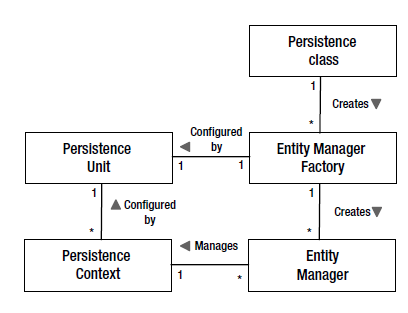 Persistence
class
1
Creates ▼
*
Configured
◀ by
Persistence
Unit
1
1
Entity Manager
Factory
1
▲ Configured
by
*
1
Creates ▼
*
Persistence
Context
◀ Manages
1
*
Entity
Manager